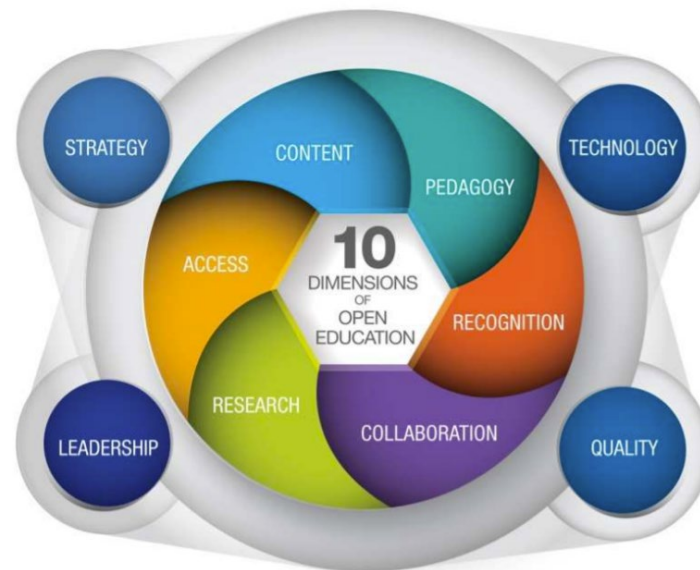 STRATEGY
CONTENT
TECHNOLOGY
PEDAGOGY
ACCESS
10
DIMENSIONS
OF
OPEN
EDUCATION
RECOGNITION
RESEARCH
COLLABORATION
LEADERSHIP
QUALITY